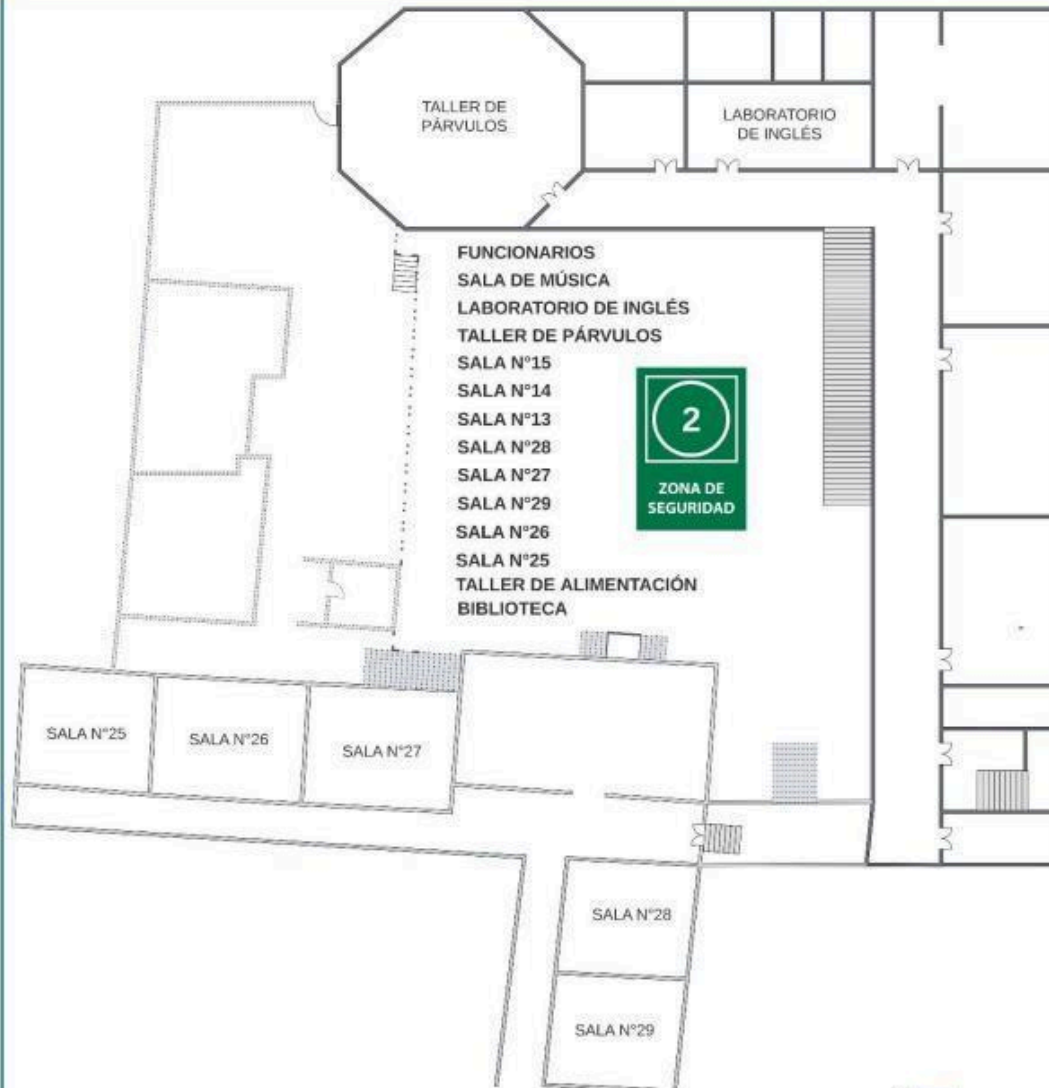 TALLER DE
PÁRVULOS
LABORATORIO
DE INGLÉS
FUNCIONARIOS
SALA DE MÚSICA
LABORATORIO DE INGLÉS
TALLER DE PÁRVULOS
SALA N°15
SALA N°14
SALA N°13
SALA N°28
SALA N°27
SALA N°29
SALA N°26
SALA N°25
TALLER DE ALIMENTACIÓN
BIBLIOTECA
2
ZONA DE
SEGURIDAD
SALA N°25
SALA N°26
SALA N°27
SALA N°28
SALA N°29